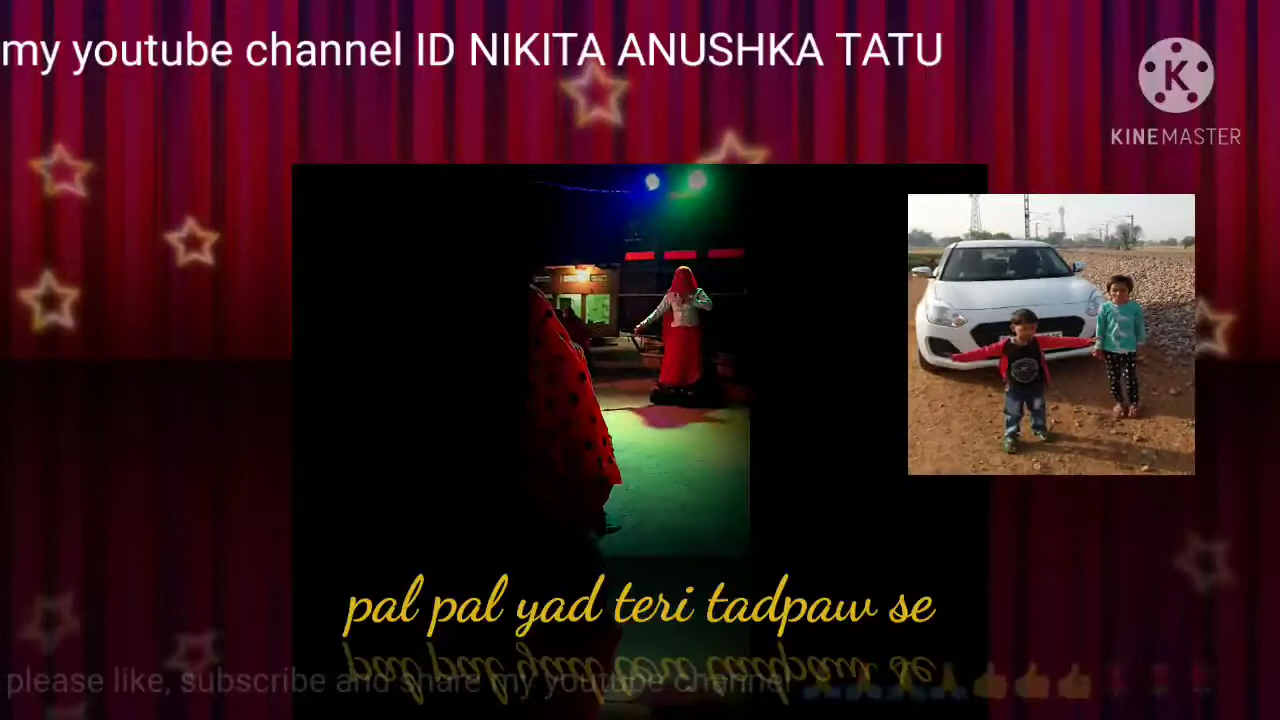 my youtube channel ID NIKITA ANUSHKA TATU
K
KINEMASTER
pal pal yad teri tadpaw se
please like, subscribe and share my youtube channel 🙏🙏🙏🙏👍👍👍